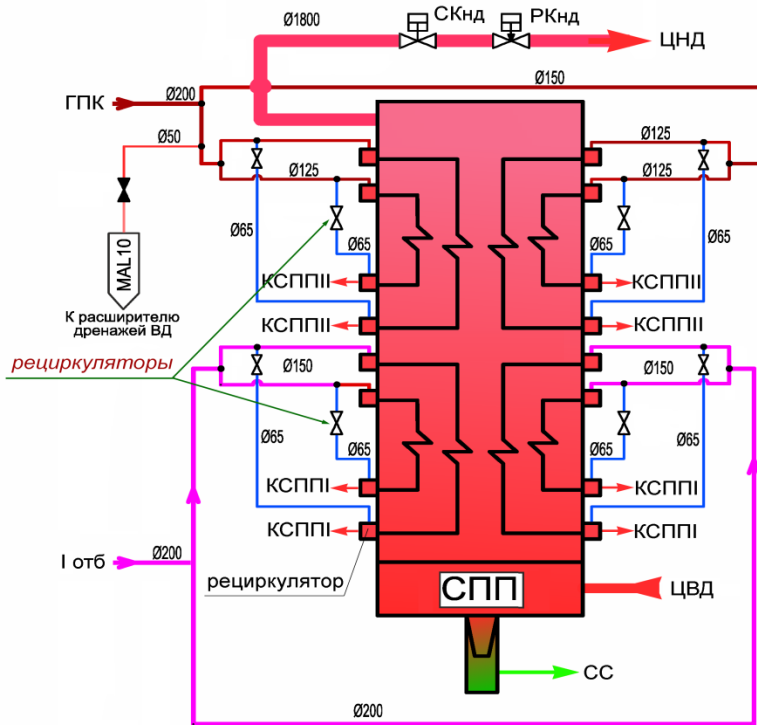 Ø1800
СКнд
РКнд
ЦНД
ГПК
Ø200
Ø150
Ø50
Ø125
Ø125
Ø125
Ø125
MAL10
Ø65
Ø65
Ø65
Ø65
КСППII
КСППII
К расширителю
дренажей ВД
КСППII
КСППII
рециркуляторы
Ø150
Ø150
Ø65
Ø65
Ø65
Ø65
КСППI
КСППI
КСППI
КСППI
I отб
Ø200
рециркулятор
СПП
ЦВД
СС
Ø200